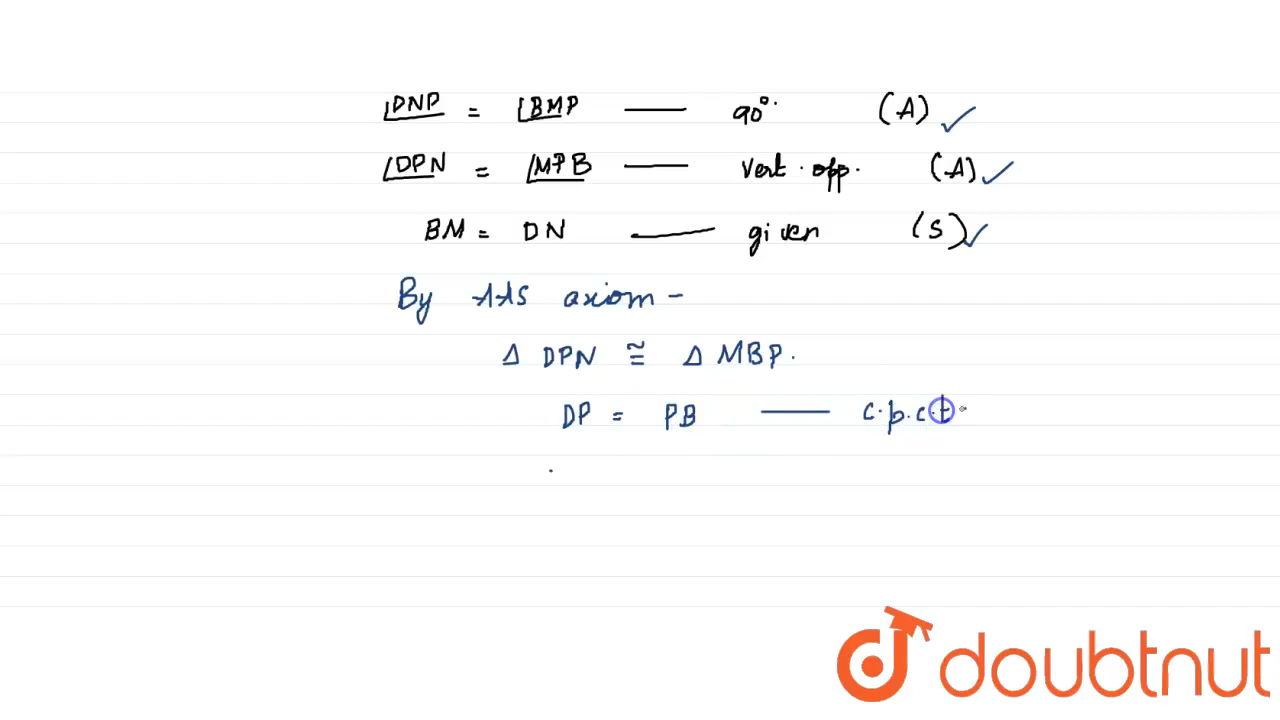 ∠DNP = ∠BMP — 90° (A) ✓
∠DPN = ∠MPB — Vert. opp. (A) ✓
BM = DN — given (S) ✓
By AAS axiom -
Δ DPN ≅ Δ MBP.
DP = PB — c.p.c.t.
doubtnut